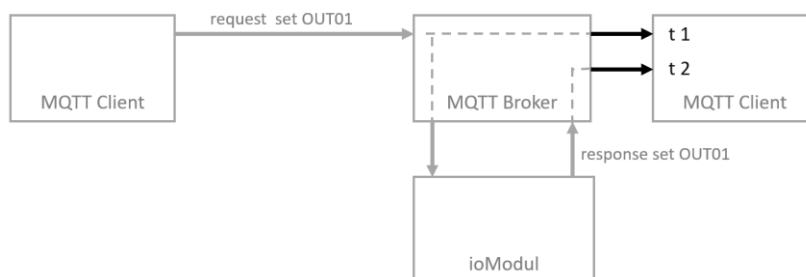 request set OUT01
t 1
t 2
MQTT Client
MQTT Broker
MQTT Client
response set OUT01
ioModul